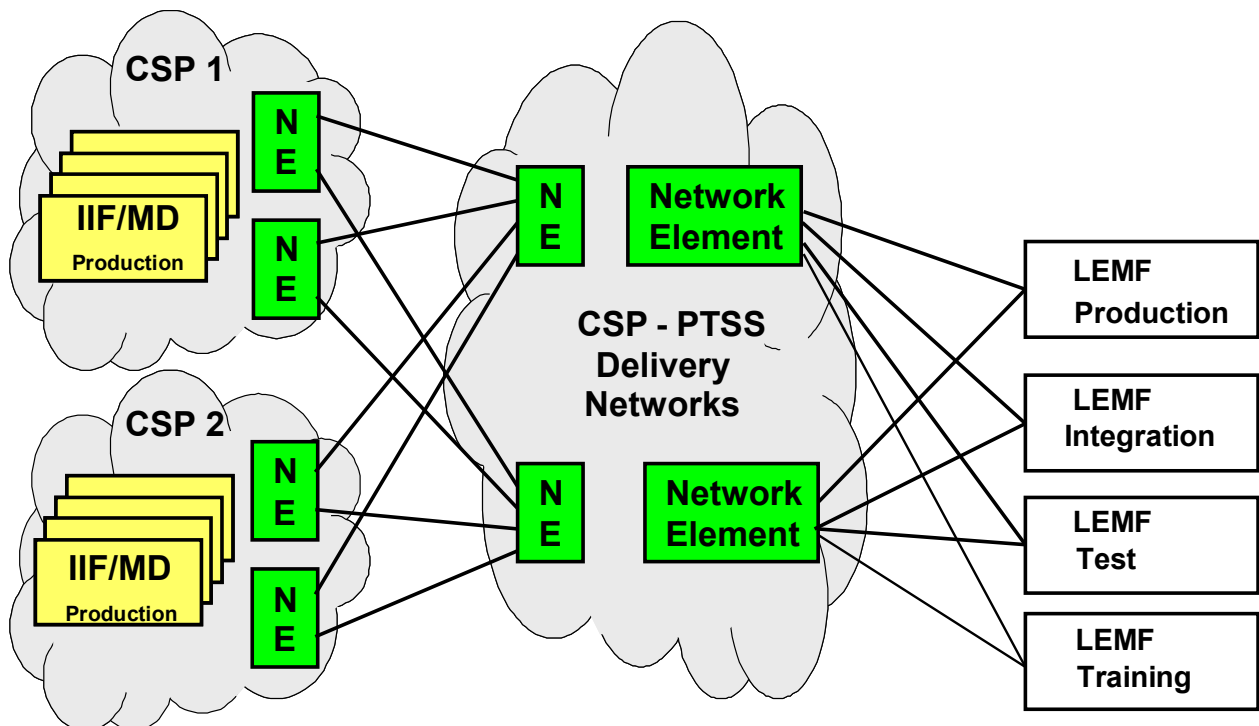 CSP 1
N
E
IIF/MD
Production
N
E
CSP 2
N
E
IIF/MD
Production
N
E
N
E
Network
Element
CSP - PTSS
Delivery
Networks
N
E
Network
Element
LEMF
Production
LEMF
Integration
LEMF
Test
LEMF
Training